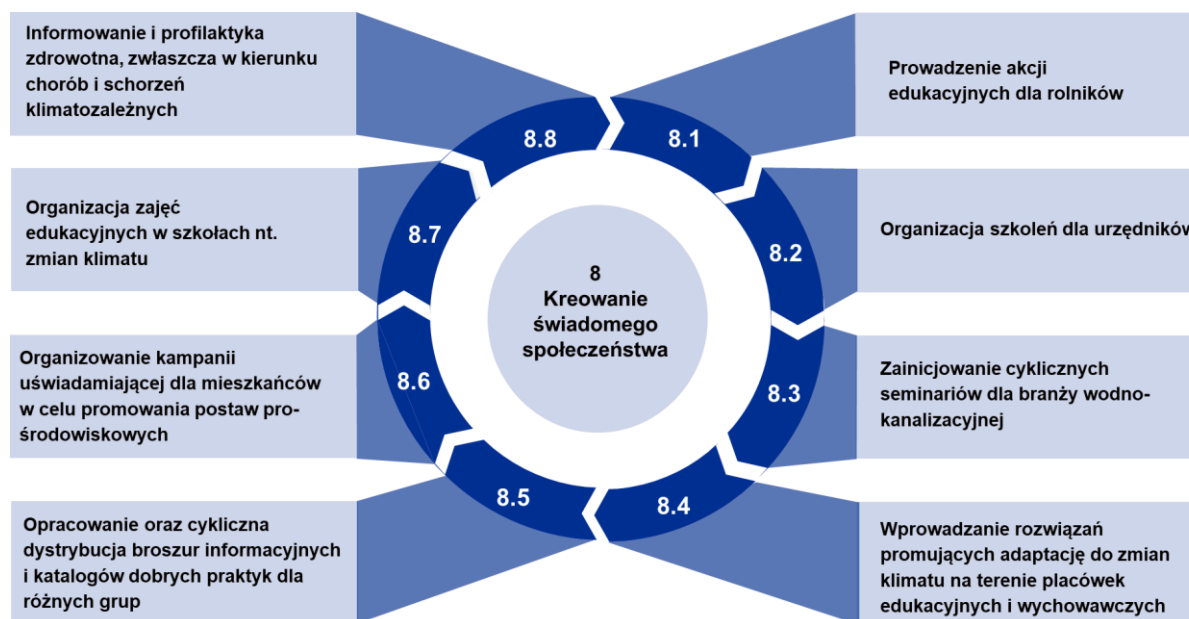 8
Kreowanie
świadomego
społeczeństwa
8.1
Prowadzenie akcji
edukacyjnych dla rolników
8.2
Organizacja szkoleń dla urzędników
8.3
Zainicjowanie cyklicznych
seminariów dla branży wodno-
kanalizacyjnej
8.4
Wprowadzanie rozwiązań
promujących adaptację do zmian
klimatu na terenie placówek
edukacyjnych i wychowawczych
8.5
Opracowanie oraz cykliczna
dystrybucja broszur informacyjnych
i katalogów dobrych praktyk dla
różnych grup
8.6
Organizowanie kampanii
uświadamiającej dla mieszkańców
w celu promowania postaw pro-
środowiskowych
8.7
Organizacja zajęć
edukacyjnych w szkołach nt.
zmian klimatu
8.8
Informowanie i profilaktyka
zdrowotna, zwłaszcza w kierunku
chorób i schorzeń
klimatozależnych